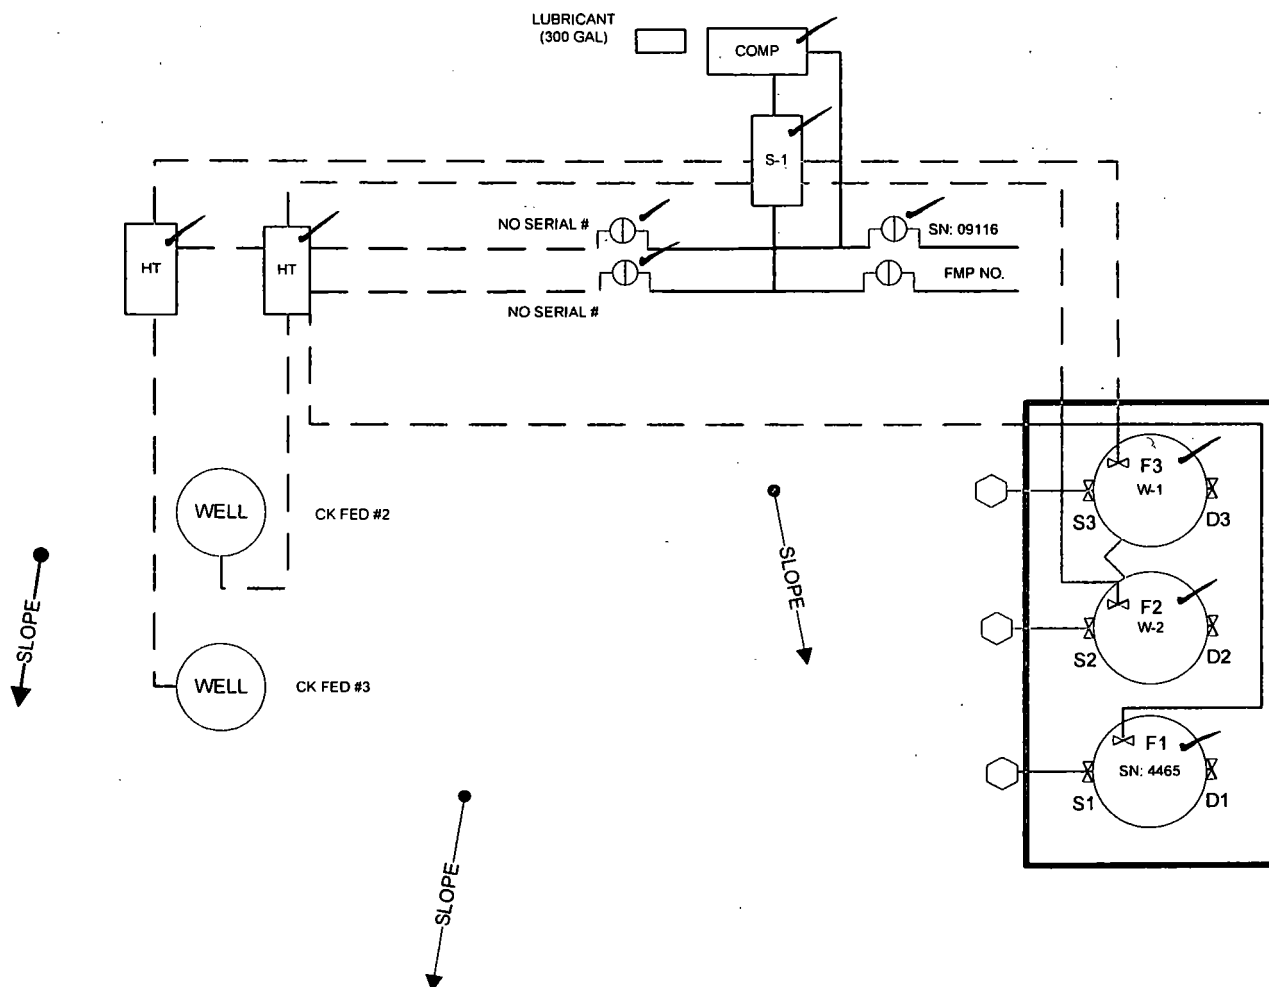 LUBRICANT
(300 GAL)
COMP
S-1
NO SERIAL #
SN: 09116
HT
HT
FMP NO.
NO SERIAL #
F3
W-1
S3
D3
WELL
CK FED #2
SLOPE
SLOPE
F2
W-2
S2
D2
WELL
CK FED #3
F1
SN: 4465
S1
D1
SLOPE